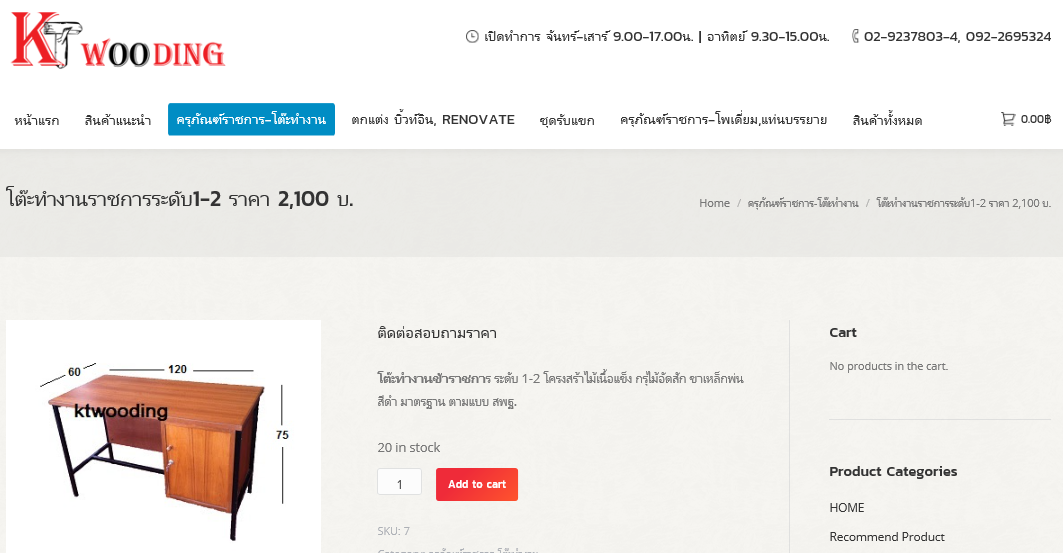 KT WOODING
เปิดทำการ จันทร์-เสาร์ 9.00-17.00น. | อาทิตย์ 9.30-15.00น. 02-9237803-4, 092-2695324
หน้าแรก สินค้าแนะนำ ครุภัณฑ์ราชการ-โต๊ะทำงาน ตกแต่ง บิ้วท์อิน, RENOVATE ชุดรับแขก ครุภัณฑ์ราชการ-โพเดี่ยม,แท่นบรรยาย สินค้าทั้งหมด 0.00฿
โต๊ะทำงานราชการระดับ1-2 ราคา 2,100 บ.
Home / ครุภัณฑ์ราชการ-โต๊ะทำงาน / โต๊ะทำงานราชการระดับ1-2 ราคา 2,100 บ.
60
120
ktwooding
75
ติดต่อสอบถามราคา
โต๊ะทำงานข้าราชการ ระดับ 1-2 โครงสร้าไม้เนื้อแข็ง กรุไม้อัดสัก ขาเหล็กพ่น
สีดำ มาตรฐาน ตามแบบ สพฐ.
20 in stock
1 Add to cart
SKU: 7
Cart
No products in the cart.
Product Categories
HOME
Recommend Product